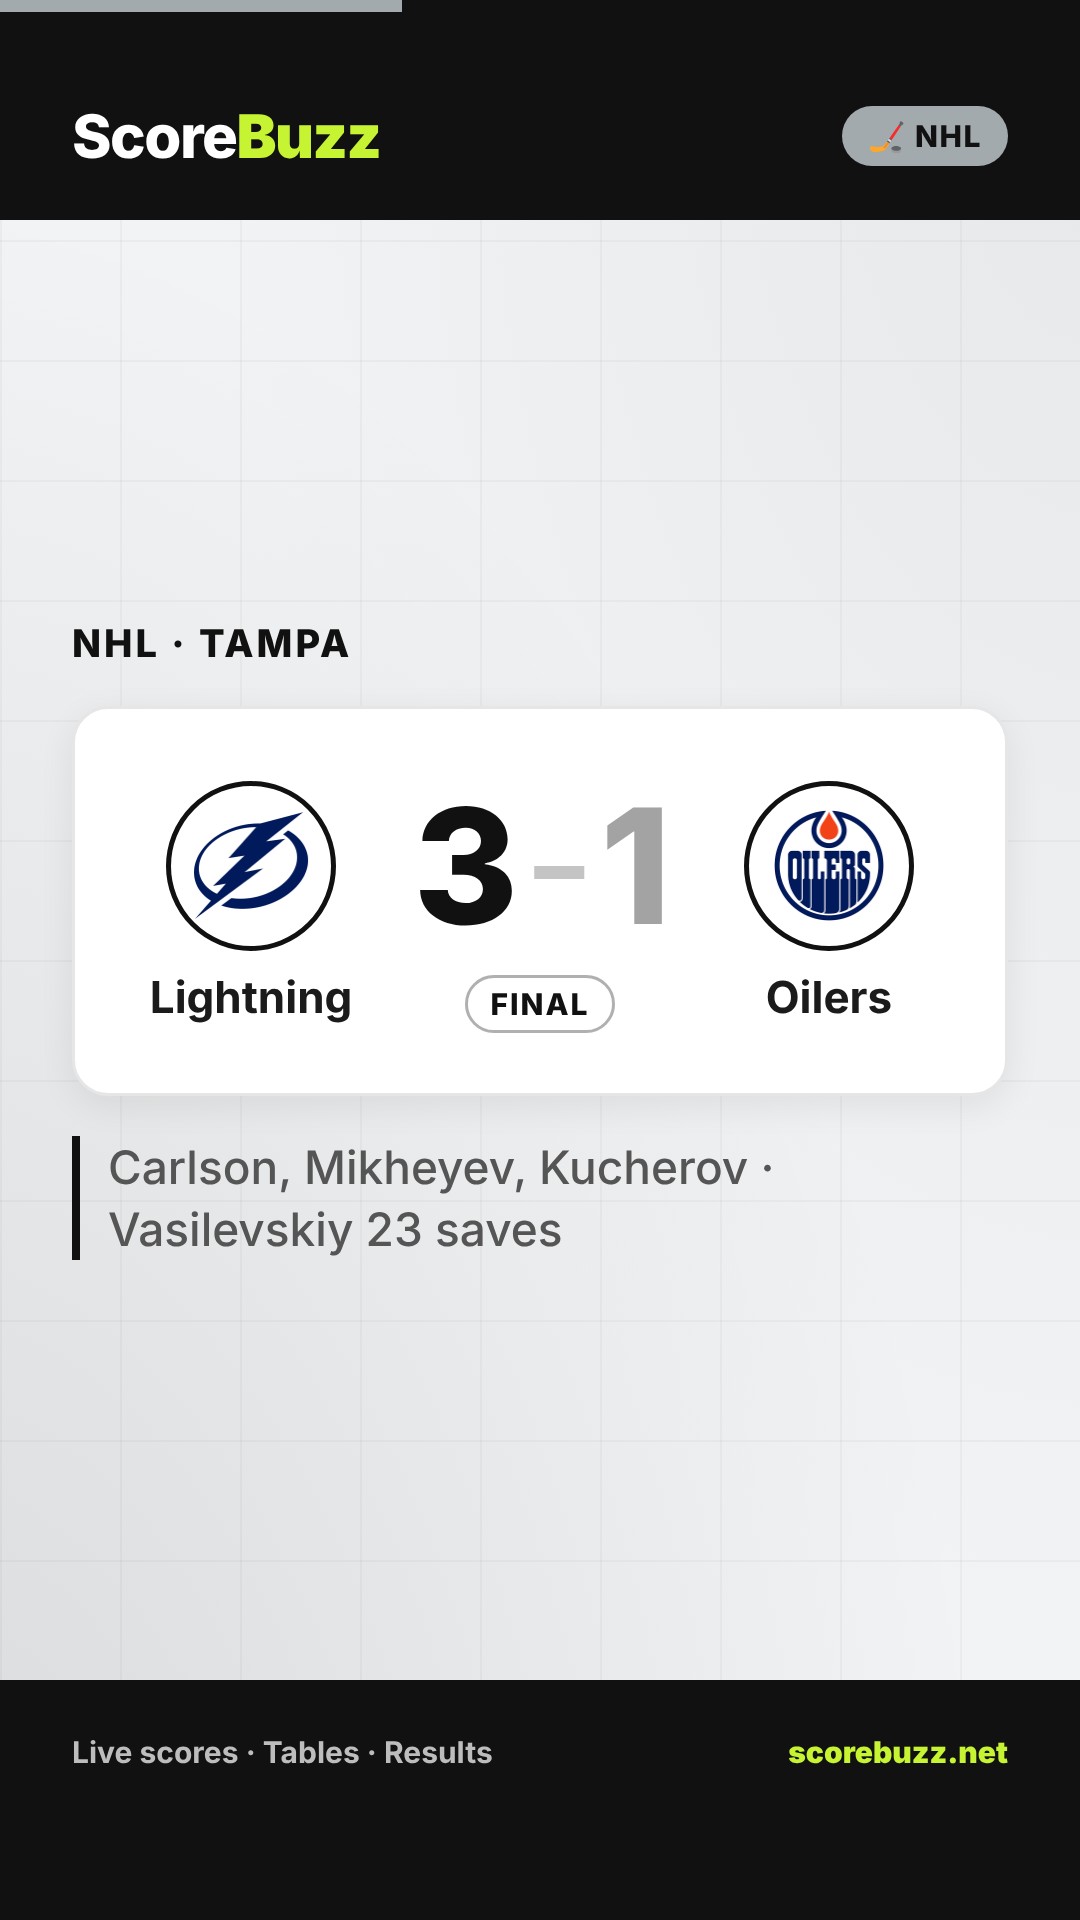 ScoreBuzz
NHL
NHL · TAMPA
3–1
OILERS
Lightning
FINAL
Oilers
Carlson, Mikheyev, Kucherov ·
Vasilevskiy 23 saves
Live scores · Tables · Results
scorebuzz.net